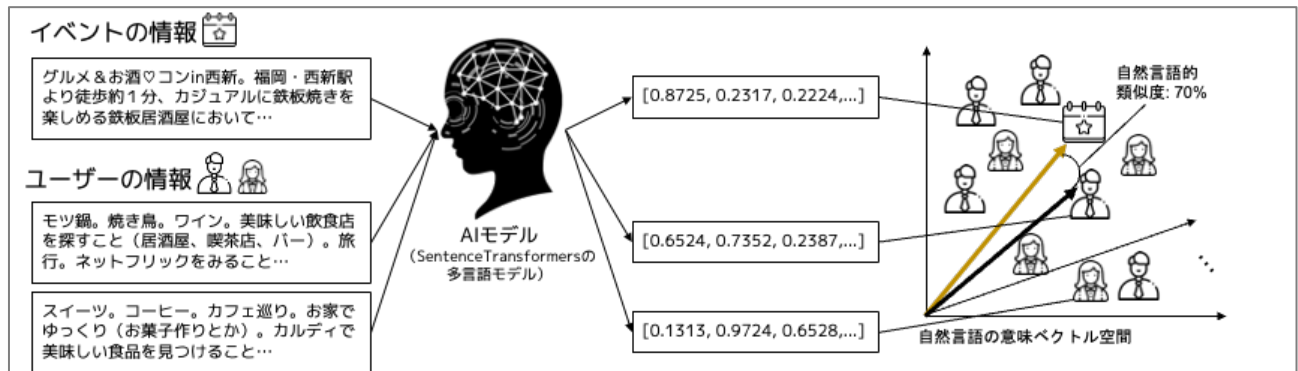 イベントの情報
グルメ＆お酒♡コンin西新。福岡・西新駅
より徒歩約１分、カジュアルに鉄板焼きを
楽しめる鉄板居酒屋において…
ユーザーの情報
モツ鍋。焼き鳥。ワイン。美味しい飲食店
を探すこと（居酒屋、喫茶店、バー）。旅
行。ネットフリックをみること…
スイーツ。コーヒー。カフェ巡り。お家で
ゆっくり（お菓子作りとか）。カルディで
美味しい食品を見つけること…
AIモデル
（SentenceTransformersの
多言語モデル）
[0.8725, 0.2317, 0.2224,...]
[0.6524, 0.7352, 0.2387,...]
[0.1313, 0.9724, 0.6528,...]
自然言語的
類似度: 70%
自然言語の意味ベクトル空間